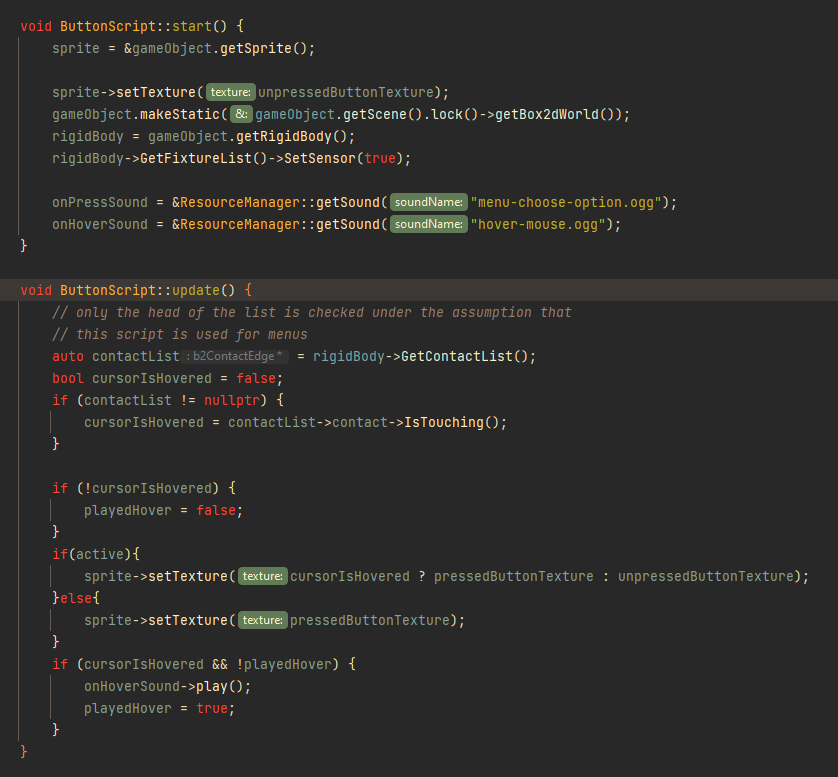 void ButtonScript::start() {
    sprite = &gameObject.getSprite();

    sprite->setTexture( texture: unpressedButtonTexture);
    gameObject.makeStatic( &: gameObject.getScene().lock()->getBox2dWorld());
    rigidBody = gameObject.getRigidBody();
    rigidBody->GetFixtureList()->SetSensor(true);

    onPressSound = &ResourceManager::getSound( soundName: "menu-choose-option.ogg");
    onHoverSound = &ResourceManager::getSound( soundName: "hover-mouse.ogg");
}

void ButtonScript::update() {
    // only the head of the list is checked under the assumption that
    // this script is used for menus
    auto contactList : b2ContactEdge * = rigidBody->GetContactList();
    bool cursorIsHovered = false;
    if (contactList != nullptr) {
        cursorIsHovered = contactList->contact->IsTouching();
    }

    if (!cursorIsHovered) {
        playedHover = false;
    }
    if(active){
        sprite->setTexture( texture: cursorIsHovered ? pressedButtonTexture : unpressedButtonTexture);
    }else{
        sprite->setTexture( texture: pressedButtonTexture);
    }
    if (cursorIsHovered && !playedHover) {
        onHoverSound->play();
        playedHover = true;
    }
}